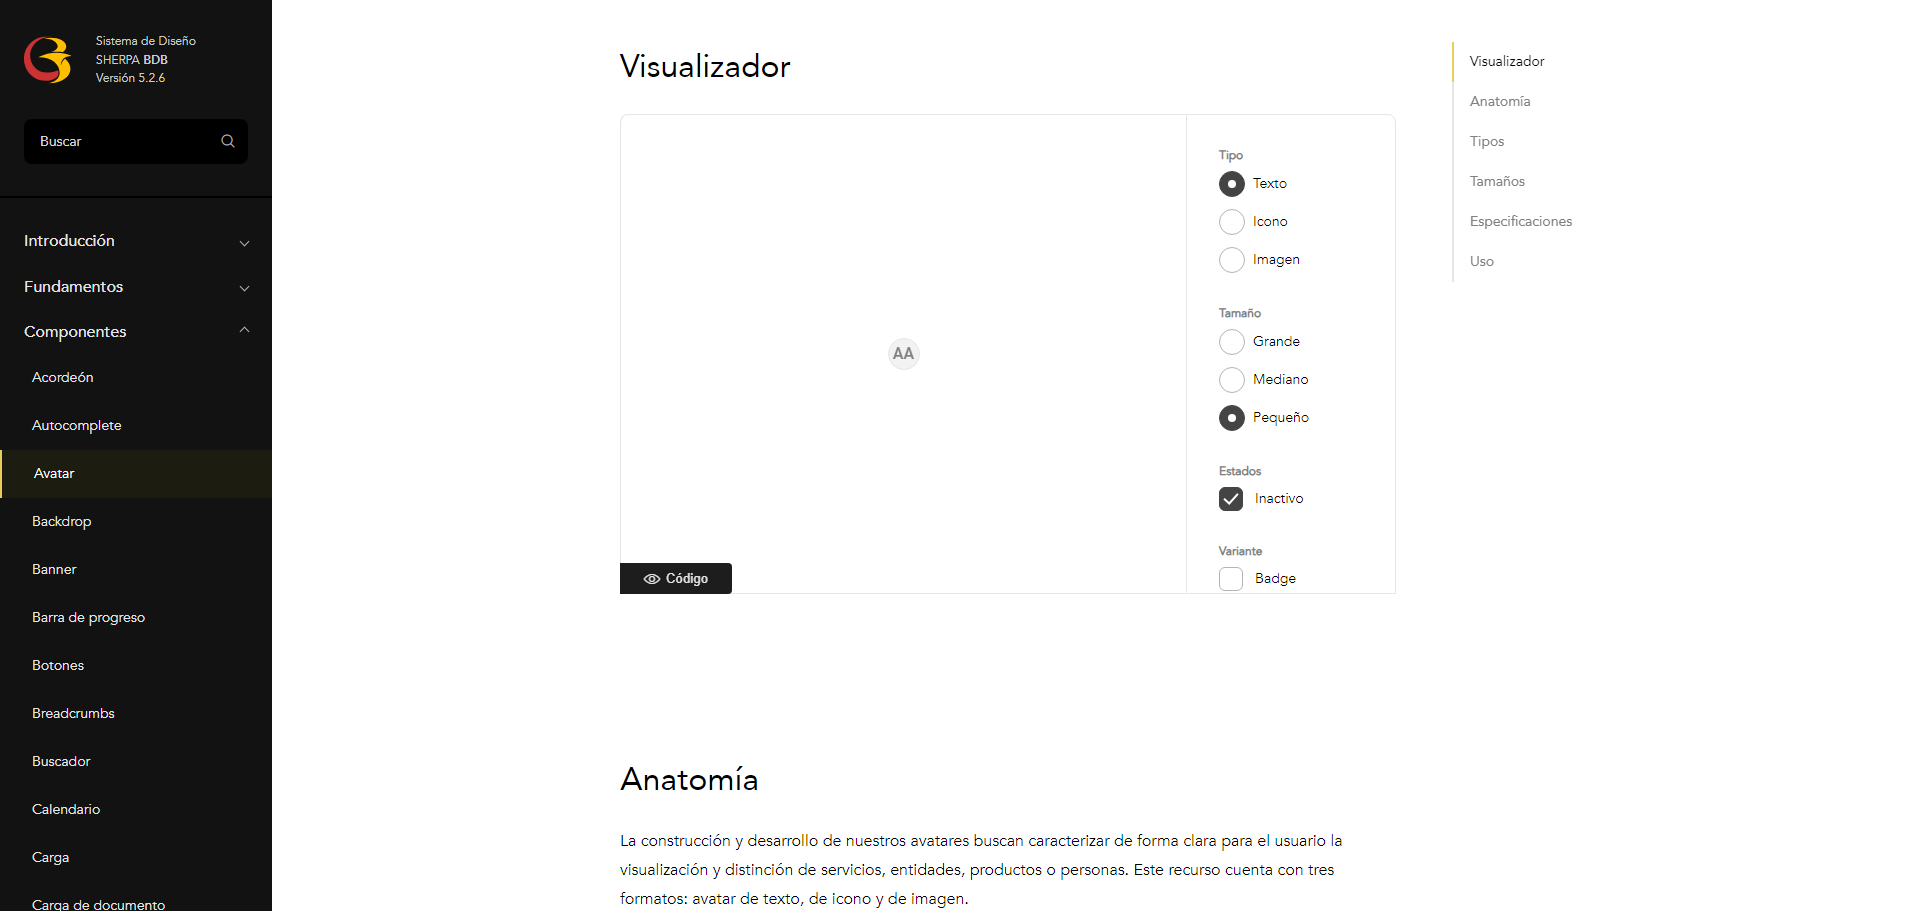 Sistema de Diseño
SHERPA BDB
Versión 5.2.6
Buscar
Introducción
Fundamentos
Componentes
Acordeón
Autocomplete
Avatar
Backdrop
Banner
Barra de progreso
Botones
Breadcrumbs
Buscador
Calendario
Carga
Carga de documento
Visualizador
AA
Código
Tipo
Texto
Icono
Imagen
Tamaño
Grande
Mediano
Pequeño
Estados
Inactivo
Variante
Badge
Anatomía
La construcción y desarrollo de nuestros avatares buscan caracterizar de forma clara para el usuario la
visualización y distinción de servicios, entidades, productos o personas. Este recurso cuenta con tres
formatos: avatar de texto, de icono y de imagen.
Visualizador
Anatomía
Tipos
Tamaños
Especificaciones
Uso